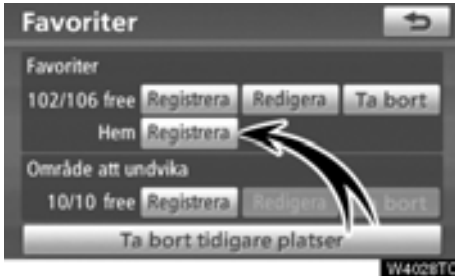 Favoriter
Favoriter
102/106 free Registrera Redigera Ta bort
Hem Registrera
Område att undvika
10/10 free Registrera Redigera bort
Ta bort tidigare platser
W4028TC